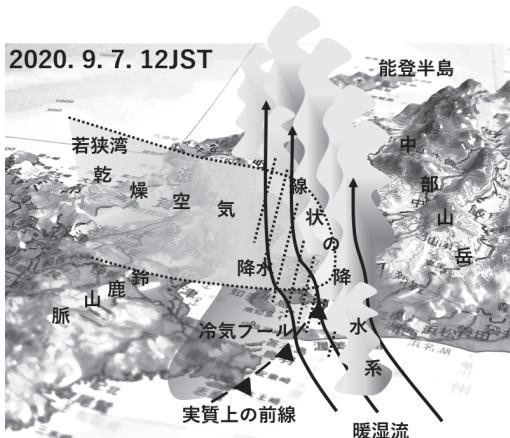 2020. 9. 7. 12JST
能登半島
若狭湾
乾燥空気
線状の降水系
中部山岳
降水
鈴鹿山脈
冷気プール
実質上の前線
暖湿流